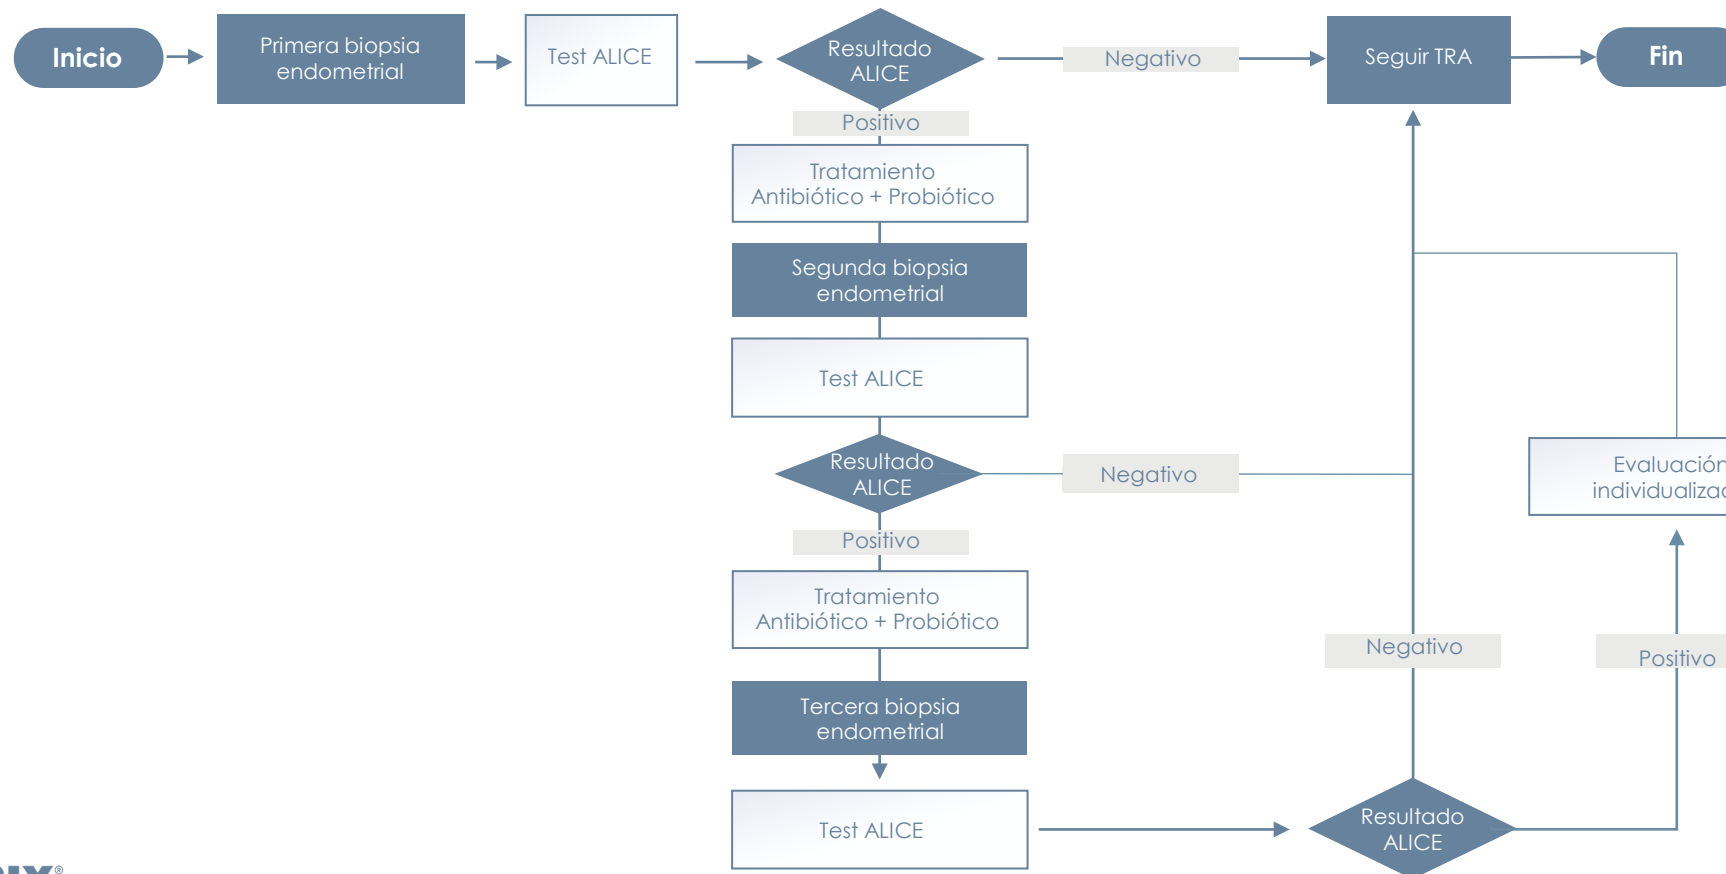 Inicio
Primera biopsia
endometrial
Test ALICE
Resultado
ALICE
Negativo
Seguir TRA
Fin
Positivo
Tratamiento
Antibiótico + Probiótico
Segunda biopsia
endometrial
Test ALICE
Resultado
ALICE
Negativo
Evaluación
Positivo
Tratamiento
Antibiótico + Probiótico
Negativo
Positivo
Tercera biopsia
endometrial
Test ALICE
Resultado
ALICE